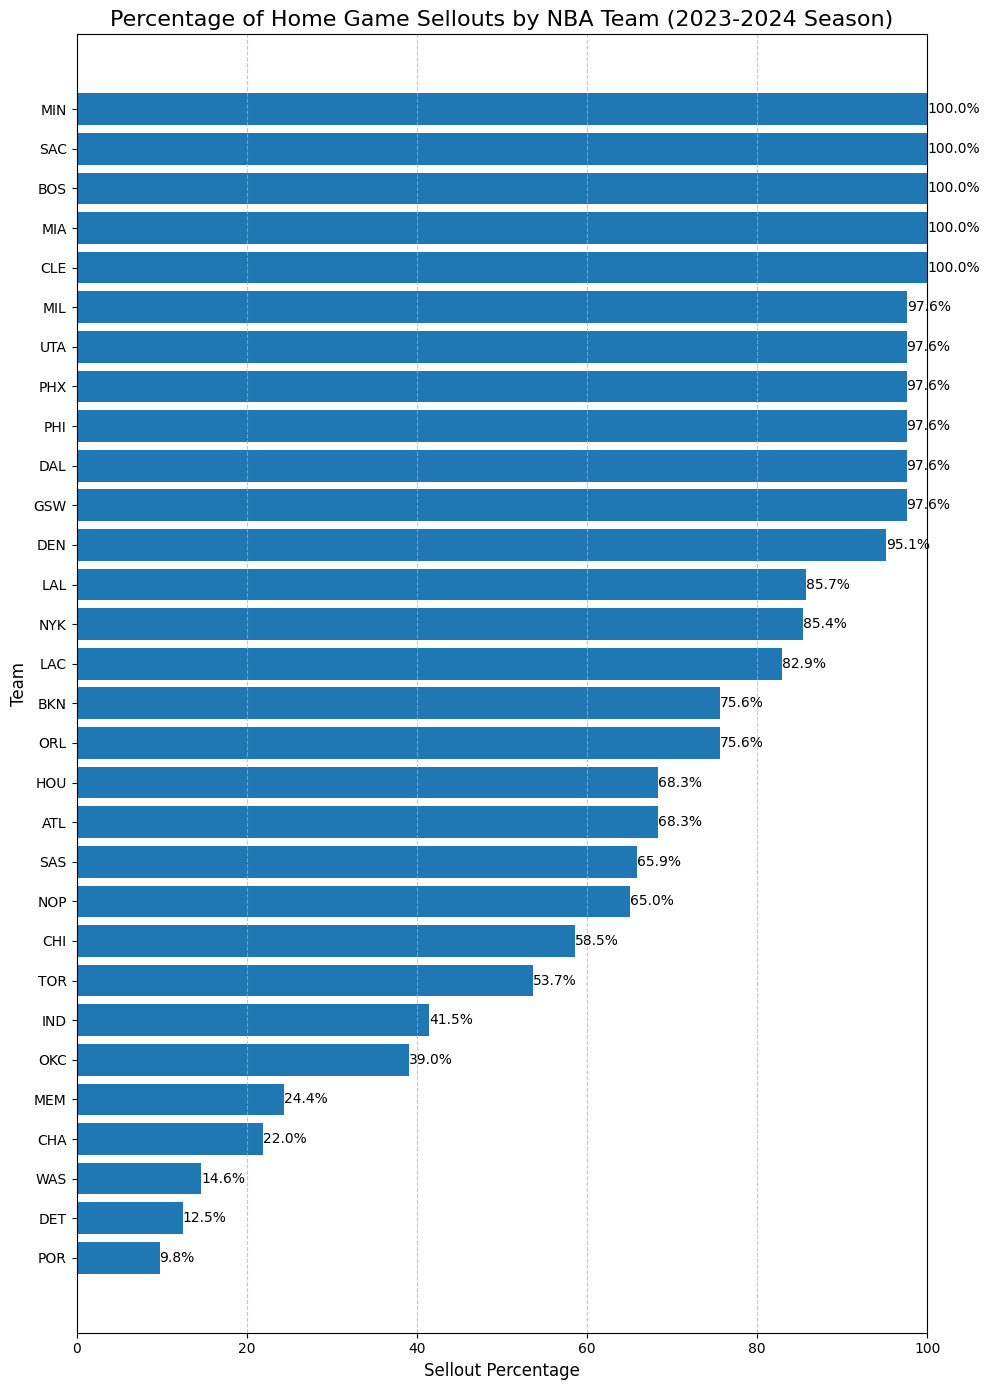 Percentage of Home Game Sellouts by NBA Team (2023-2024 Season)
MIN 100.0%
SAC 100.0%
BOS 100.0%
MIA 100.0%
CLE 100.0%
MIL 97.6%
UTA 97.6%
PHX 97.6%
PHI 97.6%
DAL 97.6%
GSW 97.6%
DEN 95.1%
LAL 85.7%
NYK 85.4%
LAC 82.9%
Team
BKN 75.6%
ORL 75.6%
HOU 68.3%
ATL 68.3%
SAS 65.9%
NOP 65.0%
CHI 58.5%
TOR 53.7%
IND 41.5%
OKC 39.0%
MEM 24.4%
CHA 22.0%
WAS 14.6%
DET 12.5%
POR 9.8%
0 20 40 60 80 100
Sellout Percentage